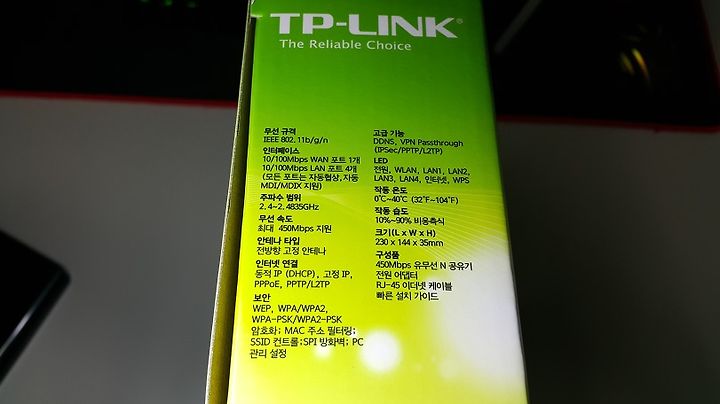 TP-LINK®
The Reliable Choice
무선 규격
IEEE 802.11b/g/n
인터페이스
10/100Mbps WAN 포트 1개
10/100Mbps LAN 포트 4개
(모든 포트는 자동협상,자동
MDI/MDIX 지원)
주파수 범위
2.4~2.4835GHz
무선 속도
최대 450Mbps 지원
안테나 타입
전방향 고정 안테나
인터넷 연결
동적 IP (DHCP), 고정 IP,
PPPoE, PPTP/L2TP
보안
WEP, WPA/WPA2,
WPA-PSK/WPA2-PSK
암호화; MAC 주소 필터링;
SSID 컨트롤;SPI 방화벽; PC
관리 설정
고급 기능
DDNS, VPN Passthrough
(IPSec/PPTP/L2TP)
LED
전원, WLAN, LAN1, LAN2,
LAN3, LAN4, 인터넷, WPS
작동 온도
0℃~40℃ (32℉~104℉)
작동 습도
10%~90% 비응축식
크기(L x W x H)
230 x 144 x 35mm
구성품
450Mbps 유무선 N 공유기
전원 어댑터
RJ-45 이더넷 케이블
빠른 설치 가이드